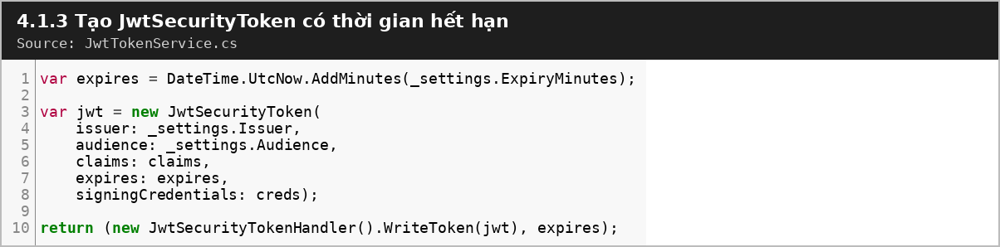 4.1.3 Tạo JwtSecurityToken có thời gian hết hạn
Source: JwtTokenService.cs
1 var expires = DateTime.UtcNow.AddMinutes(_settings.ExpiryMinutes);
2
3 var jwt = new JwtSecurityToken(
4     issuer: _settings.Issuer,
5     audience: _settings.Audience,
6     claims: claims,
7     expires: expires,
8     signingCredentials: creds);
9
10 return (new JwtSecurityTokenHandler().WriteToken(jwt), expires);